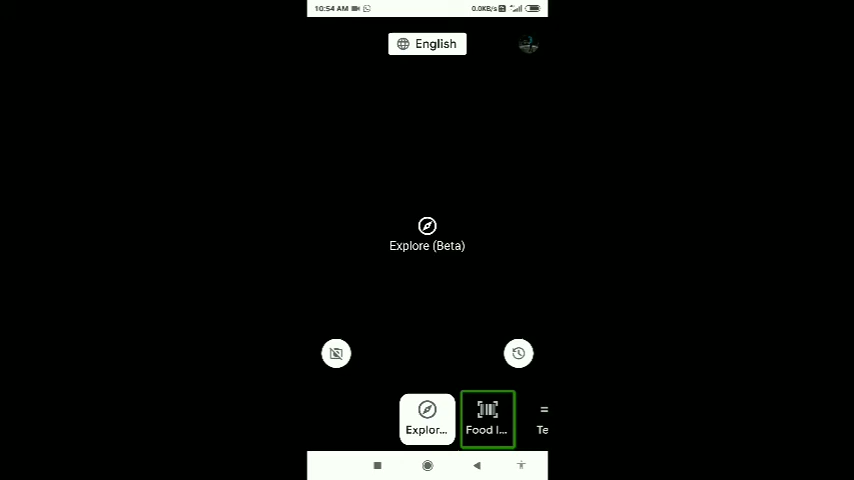 10:54 AM
0.0KB/s
English
Explore (Beta)
Explor...
Food l...
Te